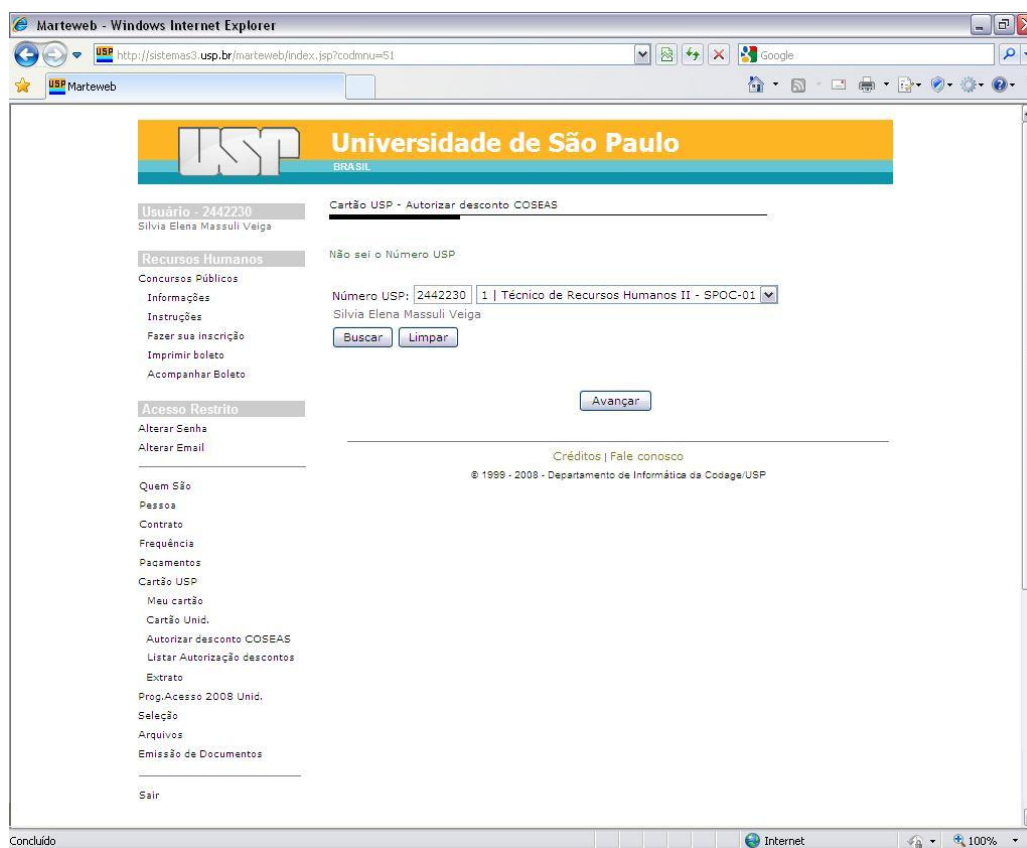 Marteweb - Windows Internet Explorer
USP http://sistemas3.usp.br/marteweb/index.jsp?codmnu=51
Google
USP Marteweb
USP
Universidade de São Paulo
BRASIL
Usuário - 2442230
Silvia Elena Massuli Veiga
Recursos Humanos
Concursos Públicos
Informações
Instruções
Fazer sua inscrição
Imprimir boleto
Acompanhar Boleto
Acesso Restrito
Alterar Senha
Alterar Email
Quem São
Pessoa
Contrato
Frequência
Pagamentos
Cartão USP
Meu cartão
Cartão Unid.
Autorizar desconto COSEAS
Listar Autorização descontos
Extrato
Prog.Acesso 2008 Unid.
Seleção
Arquivos
Emissão de Documentos
Sair
Cartão USP - Autorizar desconto COSEAS
Não sei o Número USP
Número USP: 2442230 1 | Técnico de Recursos Humanos II - SPOC-01
Silvia Elena Massuli Veiga
Buscar Limpar
Avançar
Créditos | Fale conosco
© 1999 - 2008 - Departamento de Informática da Codage/USP
Concluído
Internet
100%